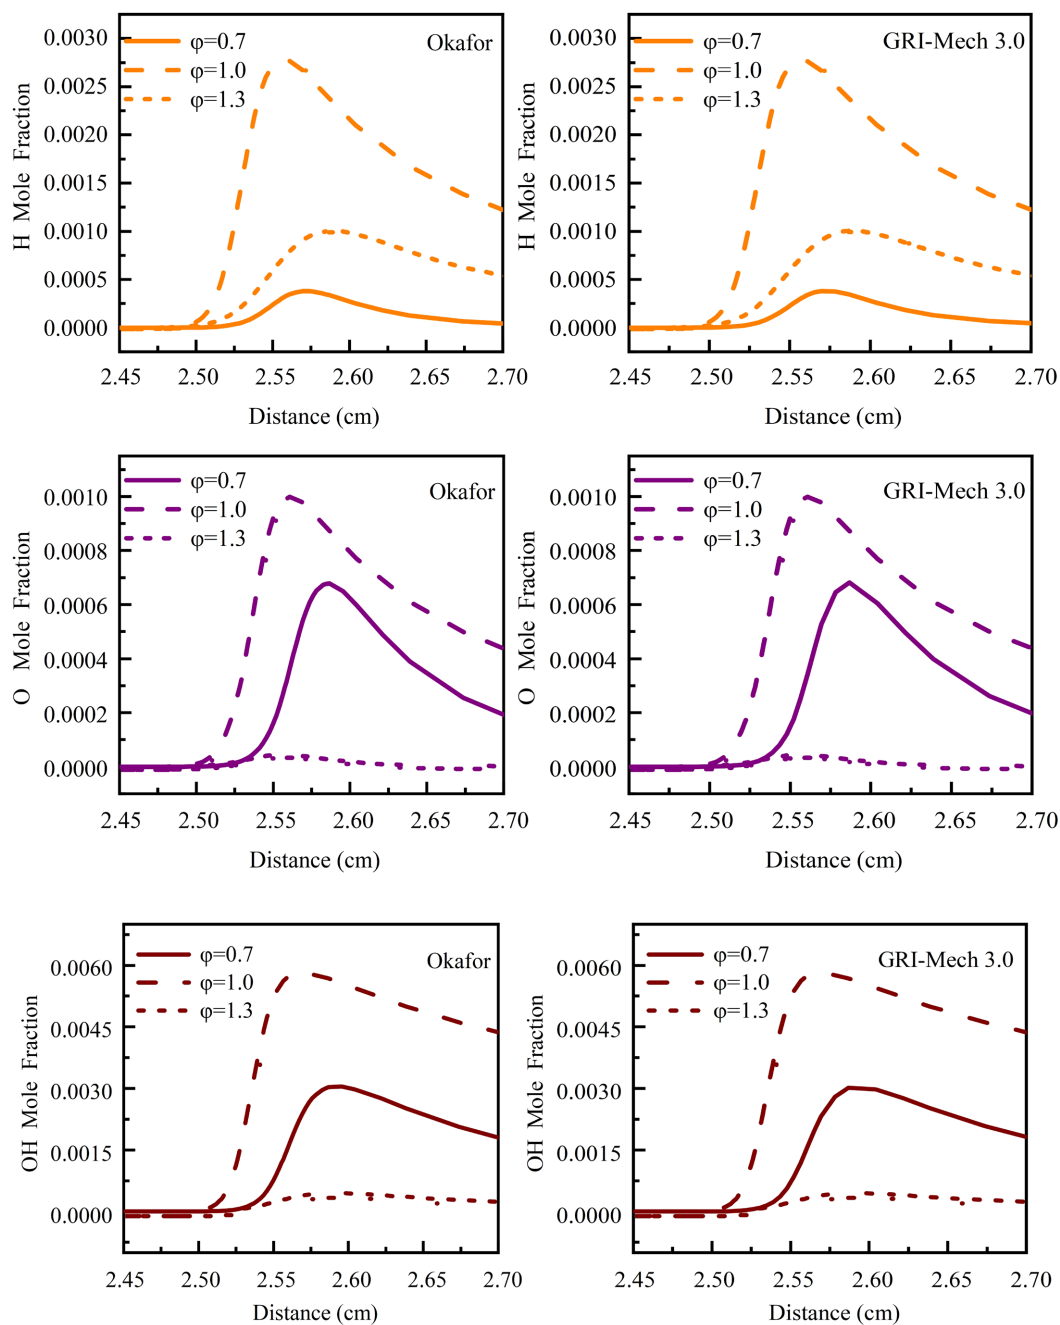 H Mole Fraction
0.0030
0.0025
0.0020
0.0015
0.0010
0.0005
0.0000
φ=0.7
φ=1.0
φ=1.3
Okafor
2.45 2.50 2.55 2.60 2.65 2.70
Distance (cm)
H Mole Fraction
0.0030
0.0025
0.0020
0.0015
0.0010
0.0005
0.0000
φ=0.7
φ=1.0
φ=1.3
GRI-Mech 3.0
2.45 2.50 2.55 2.60 2.65 2.70
Distance (cm)
O Mole Fraction
0.0010
0.0008
0.0006
0.0004
0.0002
0.0000
φ=0.7
φ=1.0
φ=1.3
Okafor
2.45 2.50 2.55 2.60 2.65 2.70
Distance (cm)
O Mole Fraction
0.0010
0.0008
0.0006
0.0004
0.0002
0.0000
φ=0.7
φ=1.0
φ=1.3
GRI-Mech 3.0
2.45 2.50 2.55 2.60 2.65 2.70
Distance (cm)
OH Mole Fraction
0.0060
0.0045
0.0030
0.0015
0.0000
φ=0.7
φ=1.0
φ=1.3
Okafor
2.45 2.50 2.55 2.60 2.65 2.70
Distance (cm)
OH Mole Fraction
0.0060
0.0045
0.0030
0.0015
0.0000
φ=0.7
φ=1.0
φ=1.3
GRI-Mech 3.0
2.45 2.50 2.55 2.60 2.65 2.70
Distance (cm)